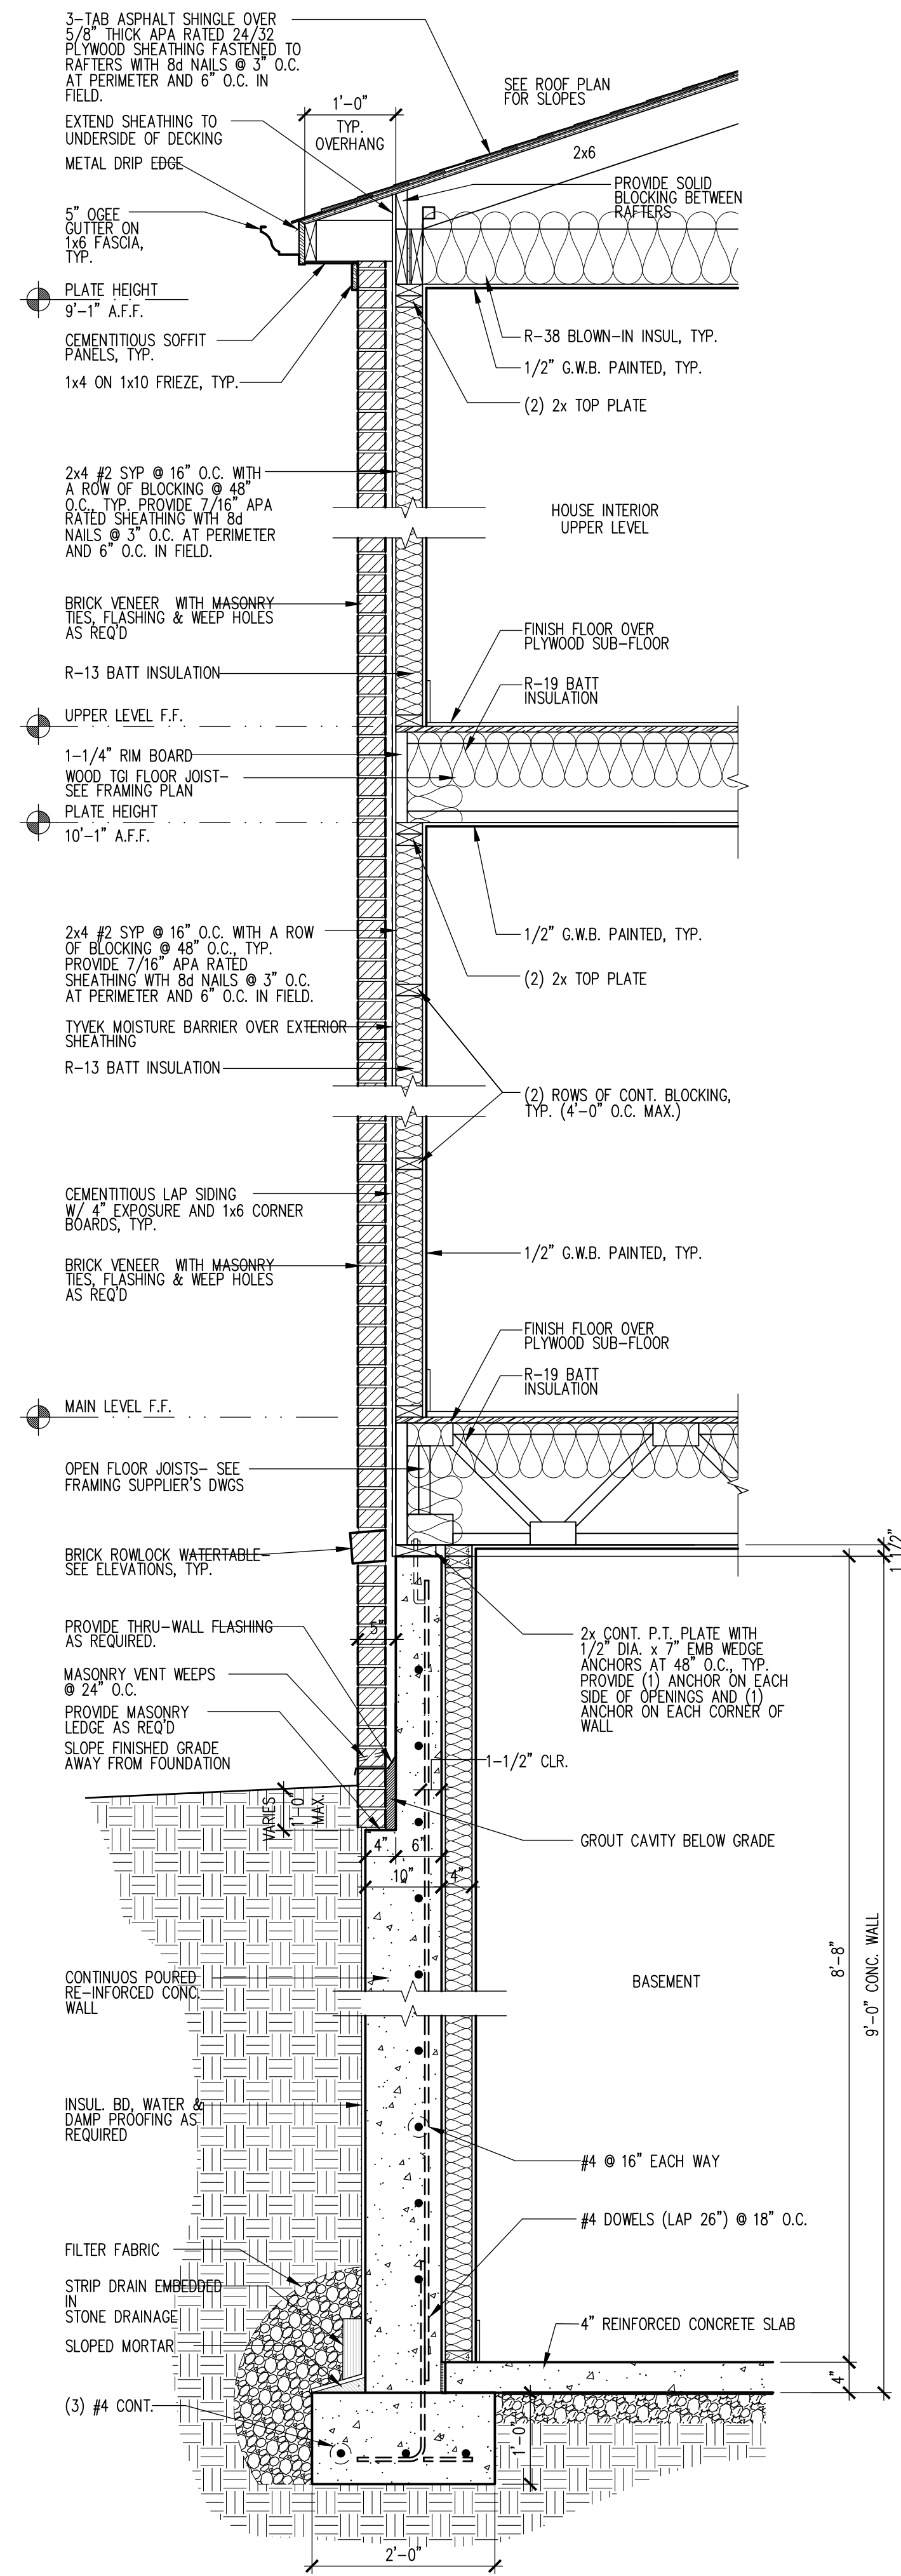 3-TAB ASPHALT SHINGLE OVER
5/8" THICK APA RATED 24/32
PLYWOOD SHEATHING FASTENED TO
RAFTERS WITH 8d NAILS @ 3" O.C.
AT PERIMETER AND 6" O.C. IN
FIELD.
SEE ROOF PLAN
FOR SLOPES
1'-0"
TYP.
OVERHANG
EXTEND SHEATHING TO
UNDERSIDE OF DECKING
2x6
METAL DRIP EDGE
PROVIDE SOLID
BLOCKING BETWEEN
RAFTERS
5" OGEE
GUTTER ON
1x6 FASCIA,
TYP.
PLATE HEIGHT
9'-1" A.F.F.
CEMENTITIOUS SOFFIT
PANELS, TYP.
R-38 BLOWN-IN INSUL, TYP.
1/2" G.W.B. PAINTED, TYP.
1x4 ON 1x10 FRIEZE, TYP.
(2) 2x TOP PLATE
2x4 #2 SYP @ 16" O.C. WITH
A ROW OF BLOCKING @ 48"
O.C., TYP. PROVIDE 7/16" APA
RATED SHEATHING WTH 8d
NAILS @ 3" O.C. AT PERIMETER
AND 6" O.C. IN FIELD.
HOUSE INTERIOR
UPPER LEVEL
BRICK VENEER WITH MASONRY
TIES, FLASHING & WEEP HOLES
AS REQ'D
FINISH FLOOR OVER
PLYWOOD SUB-FLOOR
R-13 BATT INSULATION
R-19 BATT
INSULATION
UPPER LEVEL F.F.
1-1/4" RIM BOARD
WOOD TGI FLOOR JOIST-
SEE FRAMING PLAN
PLATE HEIGHT
10'-1" A.F.F.
2x4 #2 SYP @ 16" O.C. WITH A ROW
OF BLOCKING @ 48" O.C., TYP.
PROVIDE 7/16" APA RATED
SHEATHING WTH 8d NAILS @ 3" O.C.
AT PERIMETER AND 6" O.C. IN FIELD.
1/2" G.W.B. PAINTED, TYP.
(2) 2x TOP PLATE
TYVEK MOISTURE BARRIER OVER EXTERIOR
SHEATHING
R-13 BATT INSULATION
(2) ROWS OF CONT. BLOCKING,
TYP. (4'-0" O.C. MAX.)
CEMENTITIOUS LAP SIDING
W/ 4" EXPOSURE AND 1x6 CORNER
BOARDS, TYP.
BRICK VENEER WITH MASONRY
TIES, FLASHING & WEEP HOLES
AS REQ'D
1/2" G.W.B. PAINTED, TYP.
FINISH FLOOR OVER
PLYWOOD SUB-FLOOR
R-19 BATT
INSULATION
MAIN LEVEL F.F.
OPEN FLOOR JOISTS- SEE
FRAMING SUPPLIER'S DWGS
BRICK ROWLOCK WATERTABLE-
SEE ELEVATIONS, TYP.
1 1/2"
PROVIDE THRU-WALL FLASHING
AS REQUIRED.
5"
2x CONT. P.T. PLATE WITH
1/2" DIA. x 7" EMB WEDGE
ANCHORS AT 48" O.C., TYP.
PROVIDE (1) ANCHOR ON EACH
SIDE OF OPENINGS AND (1)
ANCHOR ON EACH CORNER OF
WALL
MASONRY VENT WEEPS
@ 24" O.C.
PROVIDE MASONRY
LEDGE AS REQ'D
SLOPE FINISHED GRADE
AWAY FROM FOUNDATION
1-1/2" CLR.
VARIES
1'-0"
MAX.
GROUT CAVITY BELOW GRADE
4" 6"
10" 4"
CONTINUOS POURED
RE-INFORCED CONC.
WALL
BASEMENT
8'-8"
9'-0" CONC. WALL
INSUL. BD, WATER &
DAMP PROOFING AS
REQUIRED
#4 @ 16" EACH WAY
#4 DOWELS (LAP 26") @ 18" O.C.
FILTER FABRIC
STRIP DRAIN EMBEDDED
IN
STONE DRAINAGE
SLOPED MORTAR
4" REINFORCED CONCRETE SLAB
4"
(3) #4 CONT.
1'-0"
2'-0"